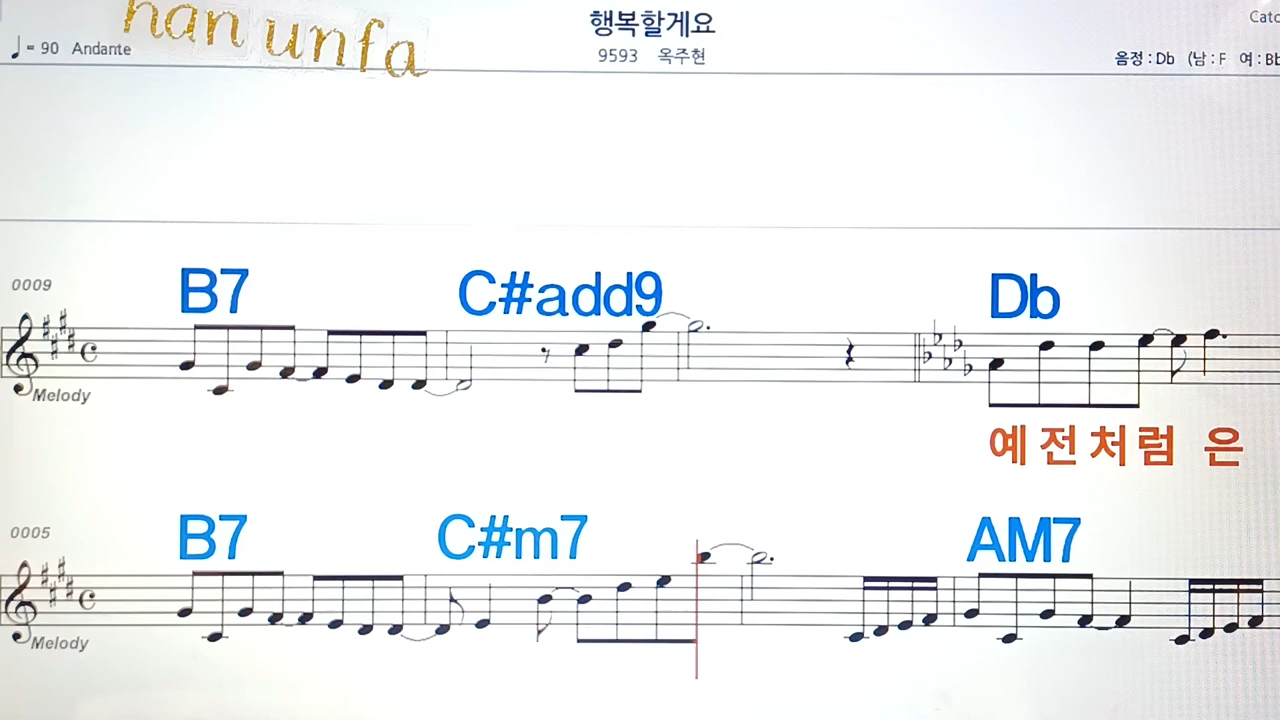 han unfa
♩= 90 Andante
행복할게요
9593 옥주현
음정 : Db (남 : F 여 : Bb
0009
B7 C#add9 Db
Melody
예전처럼 은
0005
B7 C#m7 AM7
Melody